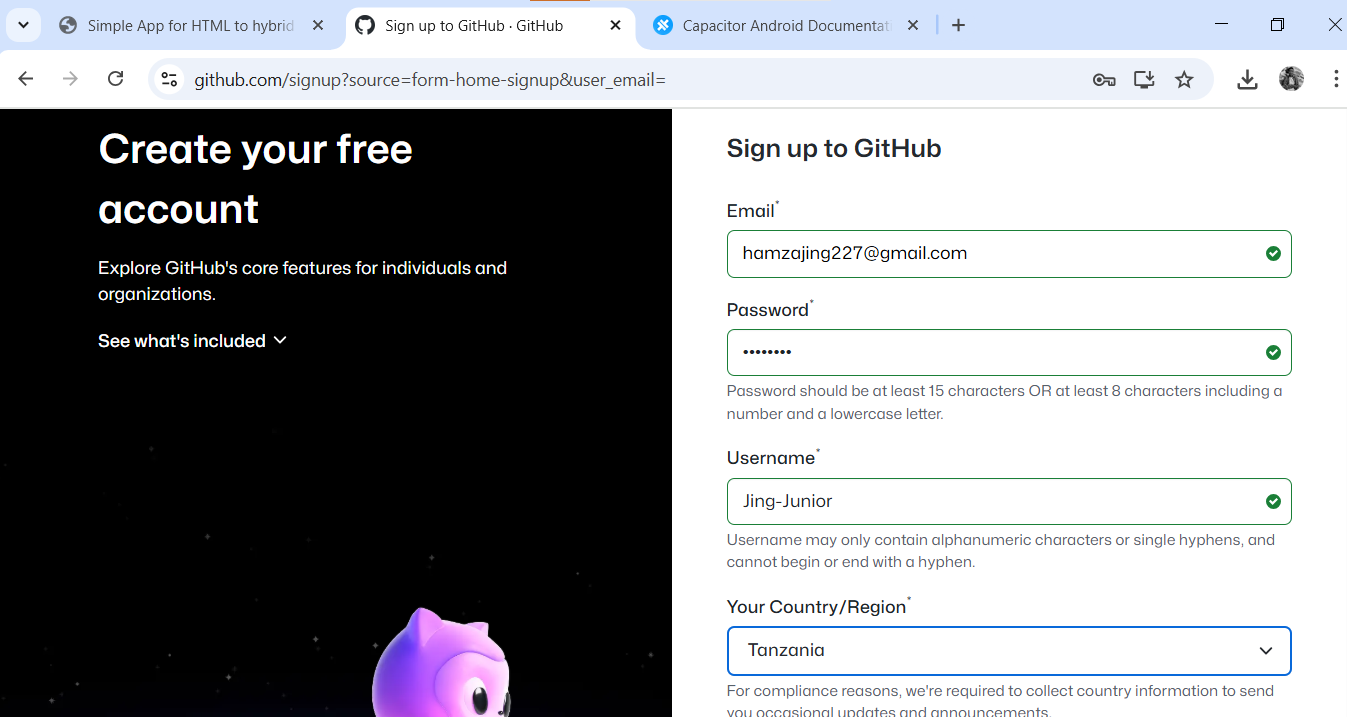 Simple App for HTML to hybrid
Sign up to GitHub · GitHub
Capacitor Android Documentati
github.com/signup?source=form-home-signup&user_email=
Create your free
account
Explore GitHub's core features for individuals and
organizations.
See what's included
Sign up to GitHub
Email*
hamzajing227@gmail.com
Password*
••••••••
Password should be at least 15 characters OR at least 8 characters including a
number and a lowercase letter.
Username*
Jing-Junior
Username may only contain alphanumeric characters or single hyphens, and
cannot begin or end with a hyphen.
Your Country/Region*
Tanzania
For compliance reasons, we're required to collect country information to send
you occasional updates and announcements.